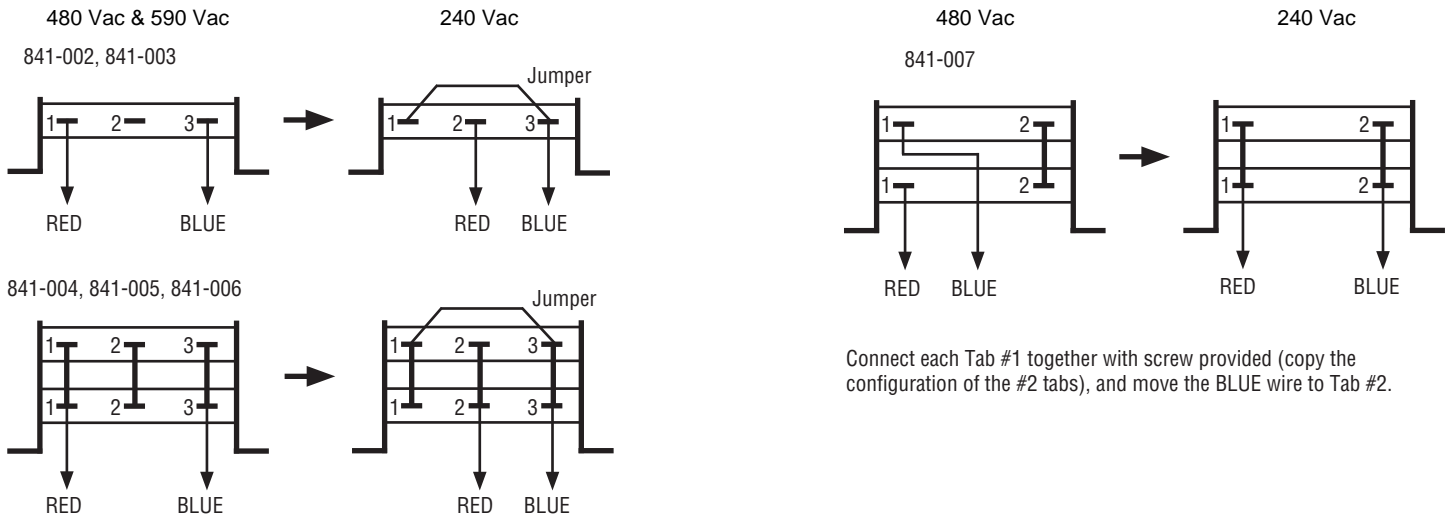 480 Vac & 590 Vac
240 Vac
841-002, 841-003
Jumper
1 2 3
1 2 3
RED BLUE
RED BLUE
841-004, 841-005, 841-006
Jumper
1 2 3
1 2 3
1 2 3
1 2 3
RED BLUE
RED BLUE
480 Vac
240 Vac
841-007
1 2
1 2
1 2
1 2
RED BLUE
RED BLUE
Connect each Tab #1 together with screw provided (copy the
configuration of the #2 tabs), and move the BLUE wire to Tab #2.